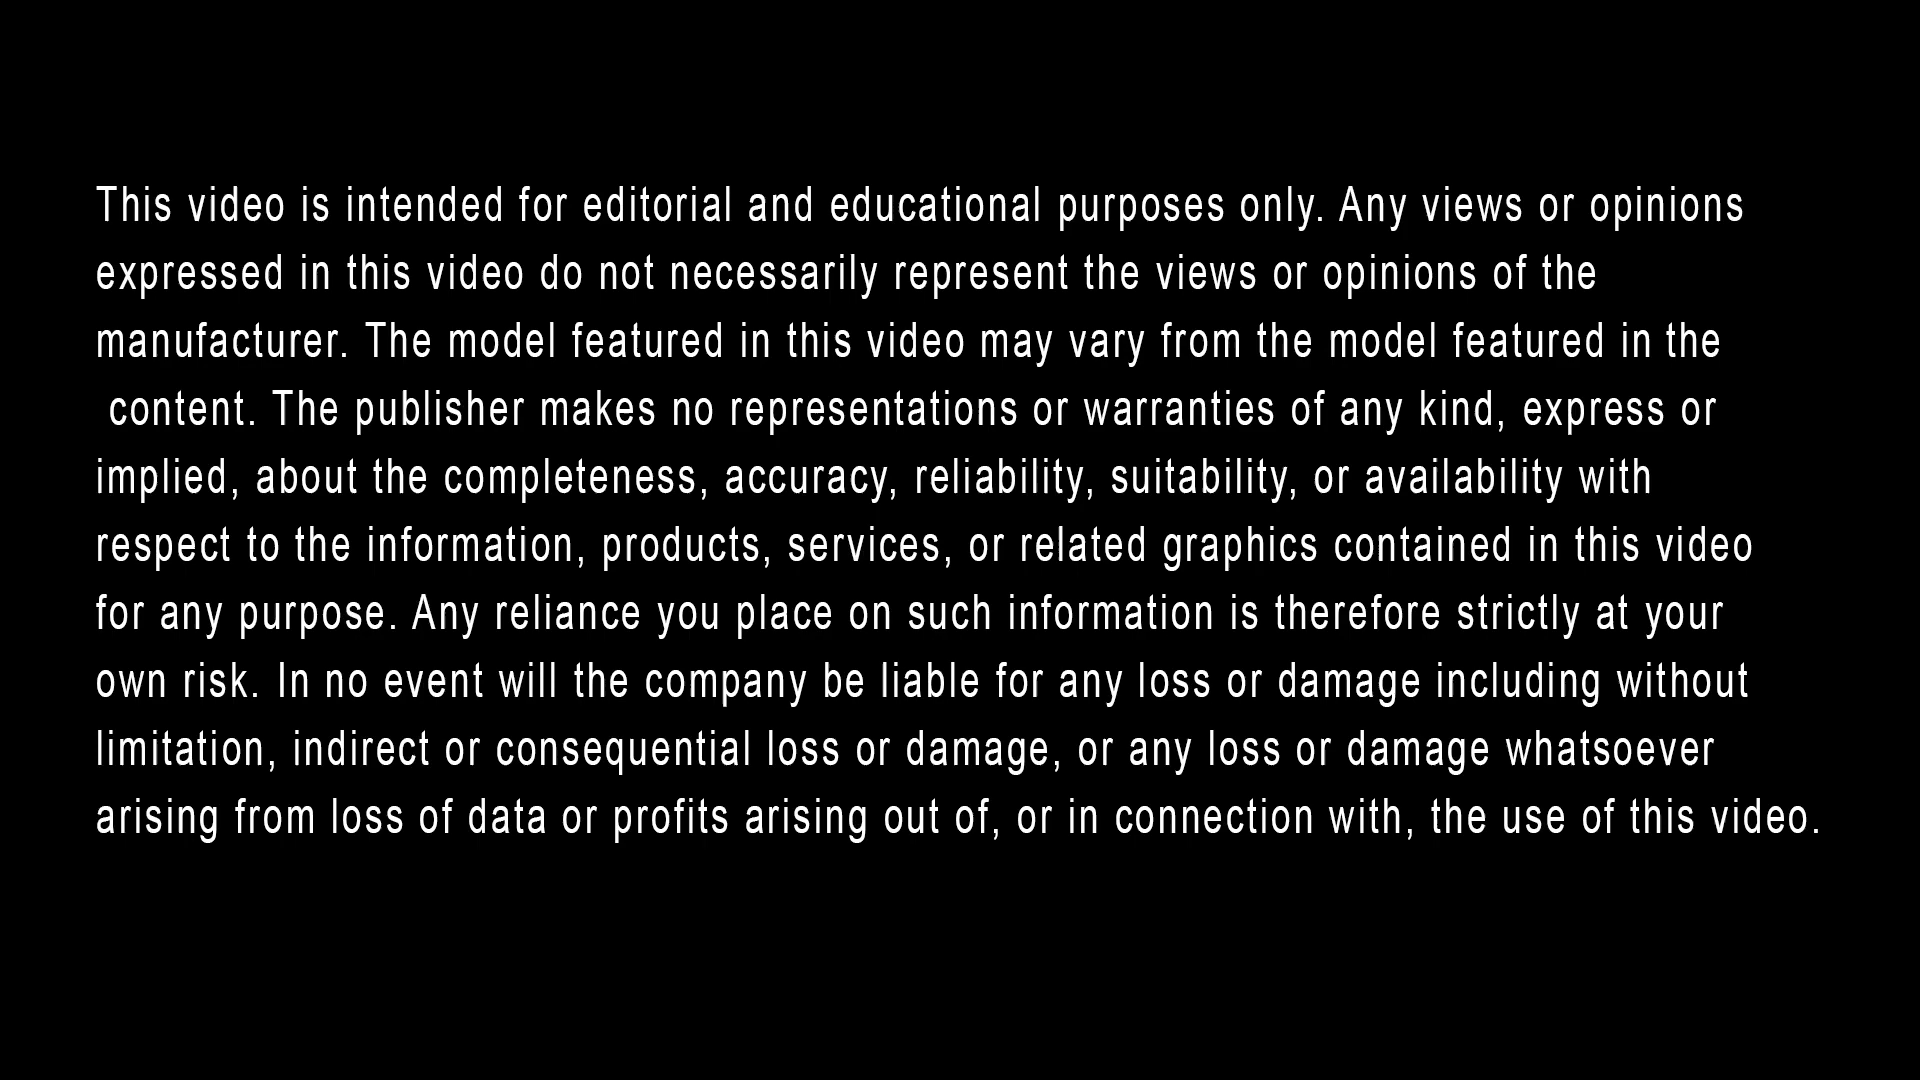 This video is intended for editorial and educational purposes only. Any views or opinions
expressed in this video do not necessarily represent the views or opinions of the
manufacturer. The model featured in this video may vary from the model featured in the
content. The publisher makes no representations or warranties of any kind, express or
implied, about the completeness, accuracy, reliability, suitability, or availability with
respect to the information, products, services, or related graphics contained in this video
for any purpose. Any reliance you place on such information is therefore strictly at your
own risk. In no event will the company be liable for any loss or damage including without
limitation, indirect or consequential loss or damage, or any loss or damage whatsoever
arising from loss of data or profits arising out of, or in connection with, the use of this video.